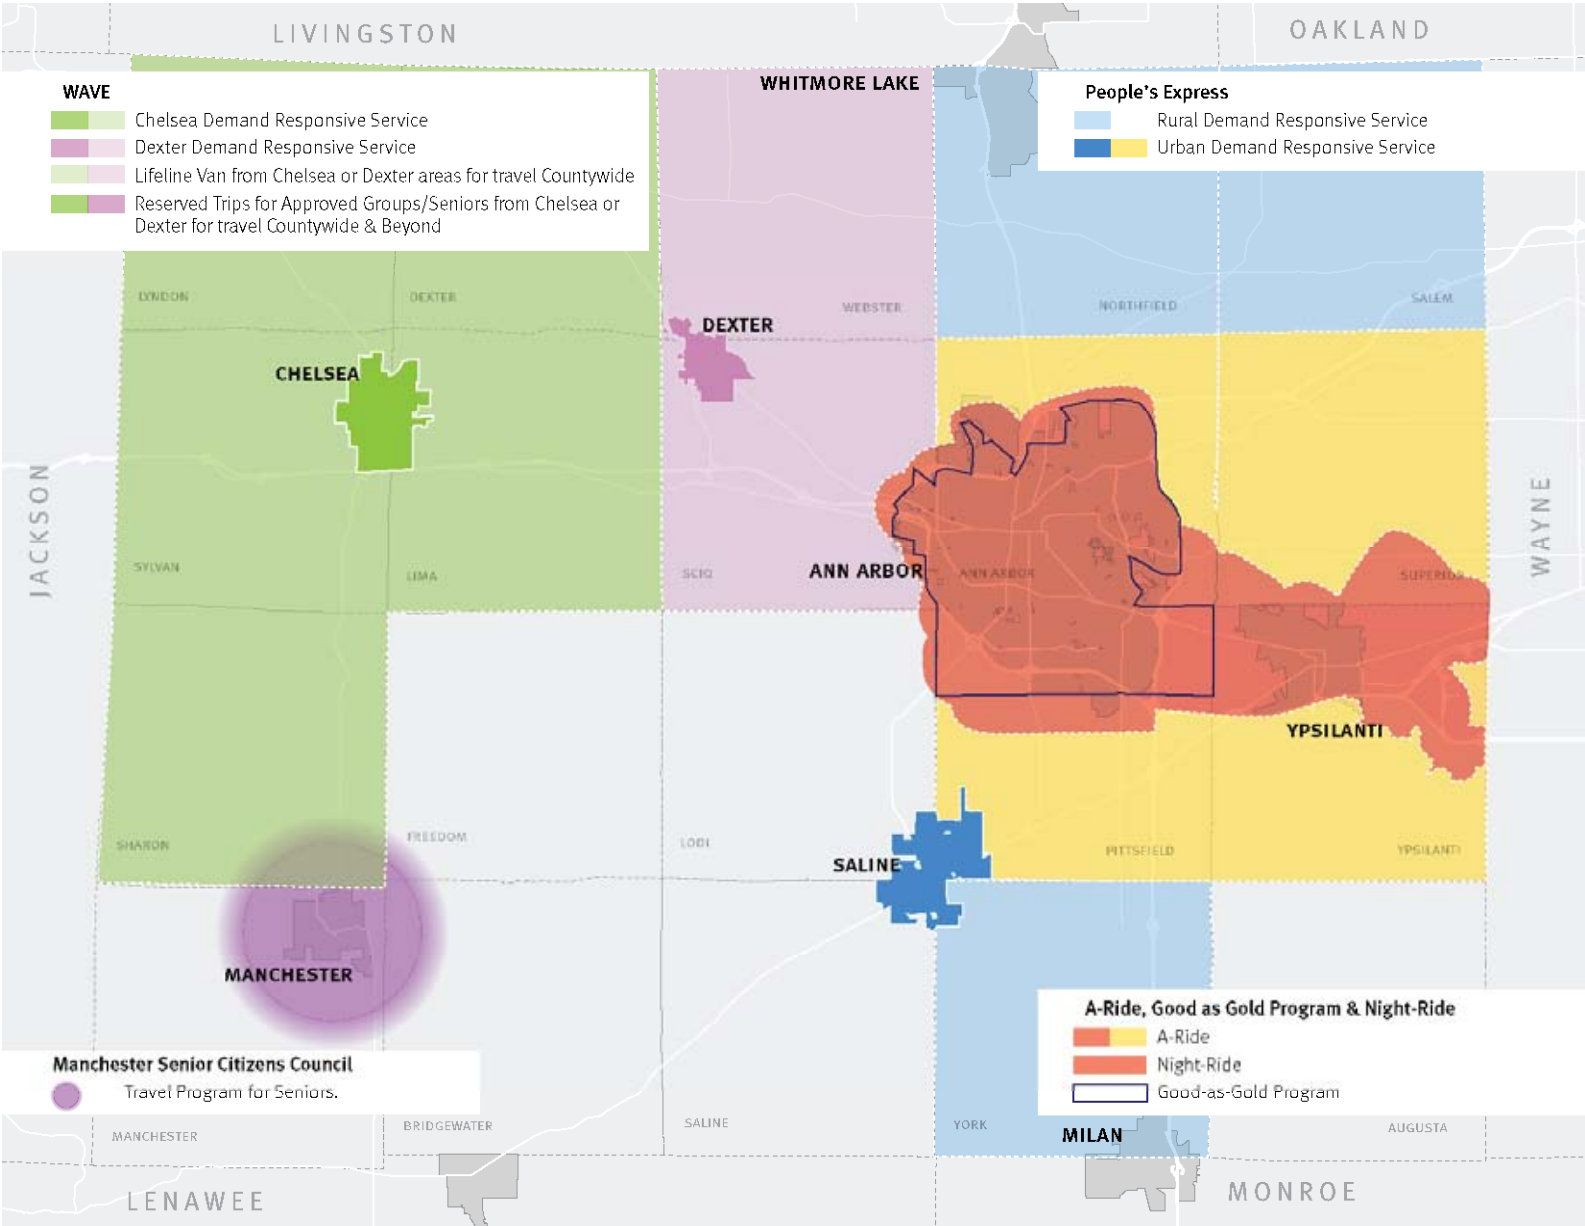 LIVINGSTON
OAKLAND
WHITMORE LAKE
WAVE
Chelsea Demand Responsive Service
Dexter Demand Responsive Service
Lifeline Van from Chelsea or Dexter areas for travel Countywide
Reserved Trips for Approved Groups/Seniors from Chelsea or
Dexter for travel Countywide & Beyond
People's Express
Rural Demand Responsive Service
Urban Demand Responsive Service
LYNDON
DEXTER
WEBSTER
NORTHFIELD
SALEM
DEXTER
CHELSEA
JACKSON
WAYNE
SYLVAN
LIMA
SCIO
ANN ARBOR
ANN ARBOR
SUPERIOR
YPSILANTI
SHARON
FREEDOM
LODI
SALINE
PITTSFIELD
YPSILANTI
MANCHESTER
A-Ride, Good as Gold Program & Night-Ride
A-Ride
Night-Ride
Good-as-Gold Program
Manchester Senior Citizens Council
Travel Program for Seniors.
MANCHESTER
BRIDGEWATER
SALINE
YORK
MILAN
AUGUSTA
LENAWEE
MONROE